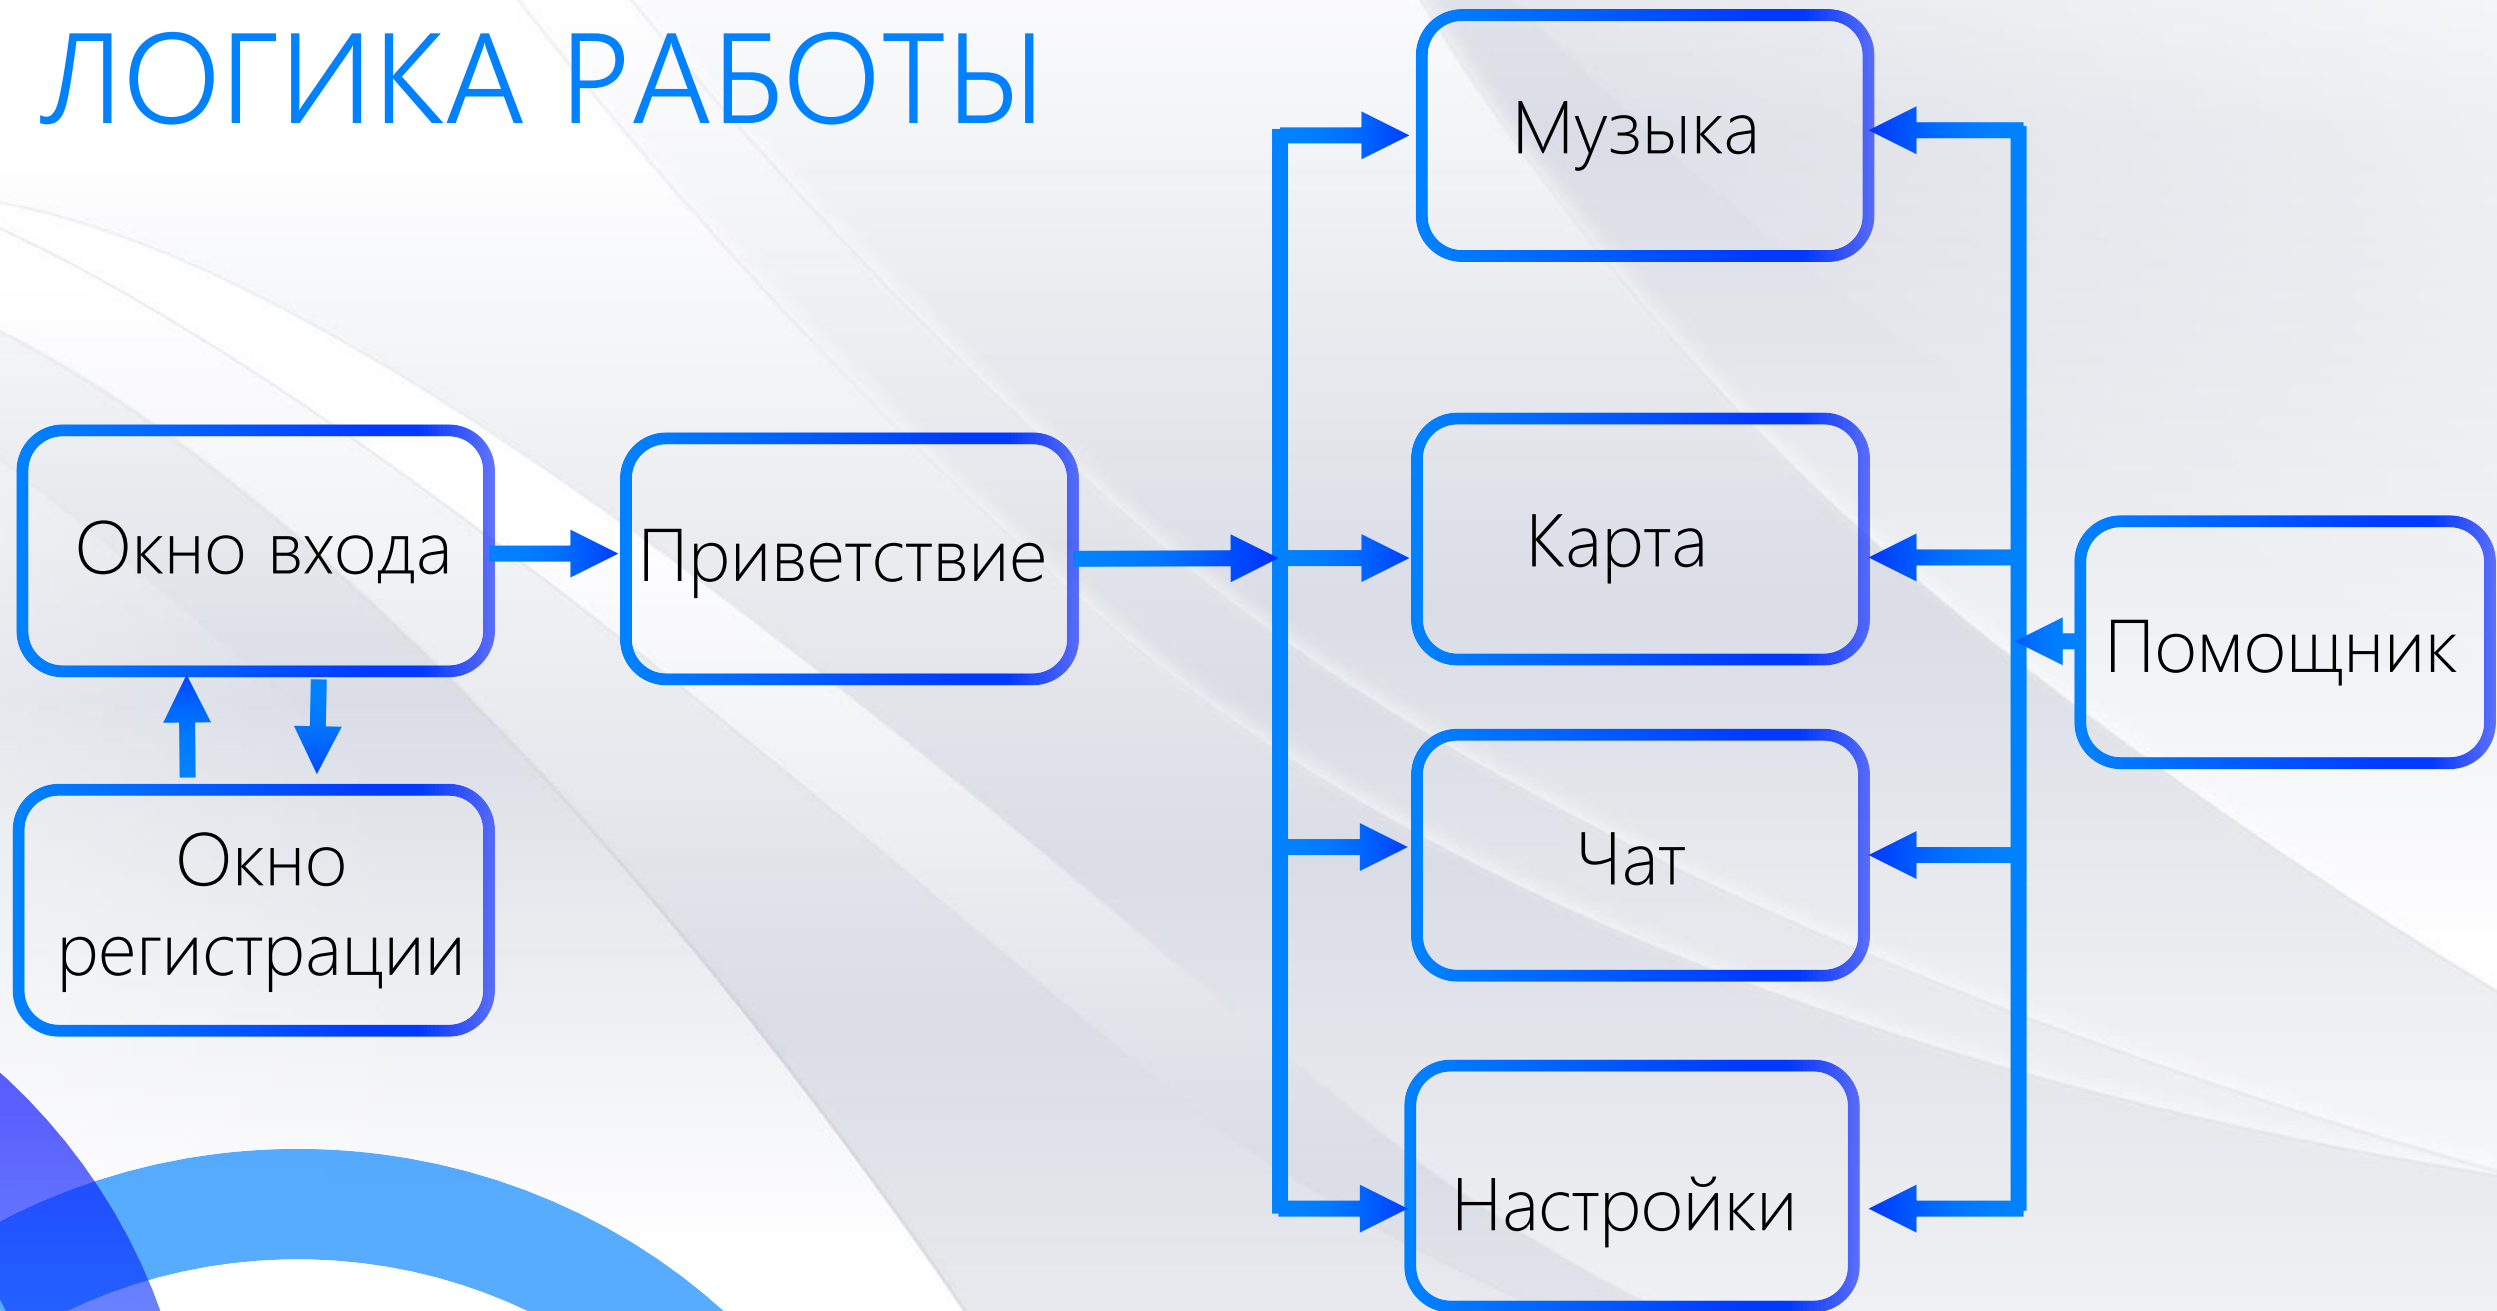 ЛОГИКА РАБОТЫ
Окно входа
Окно
регистрации
Приветствие
Музыка
Карта
Чат
Настройки
Помощник